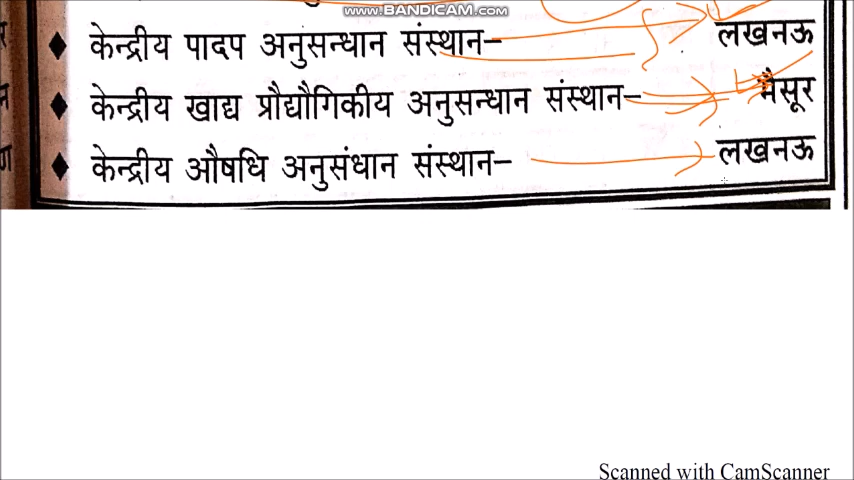 www.BANDICAM.com
♦ केन्द्रीय पादप अनुसन्धान संस्थान– लखनऊ
♦ केन्द्रीय खाद्य प्रौद्यौगिकीय अनुसन्धान संस्थान– मैसूर
♦ केन्द्रीय औषधि अनुसंधान संस्थान– लखनऊ
Scanned with CamScanner